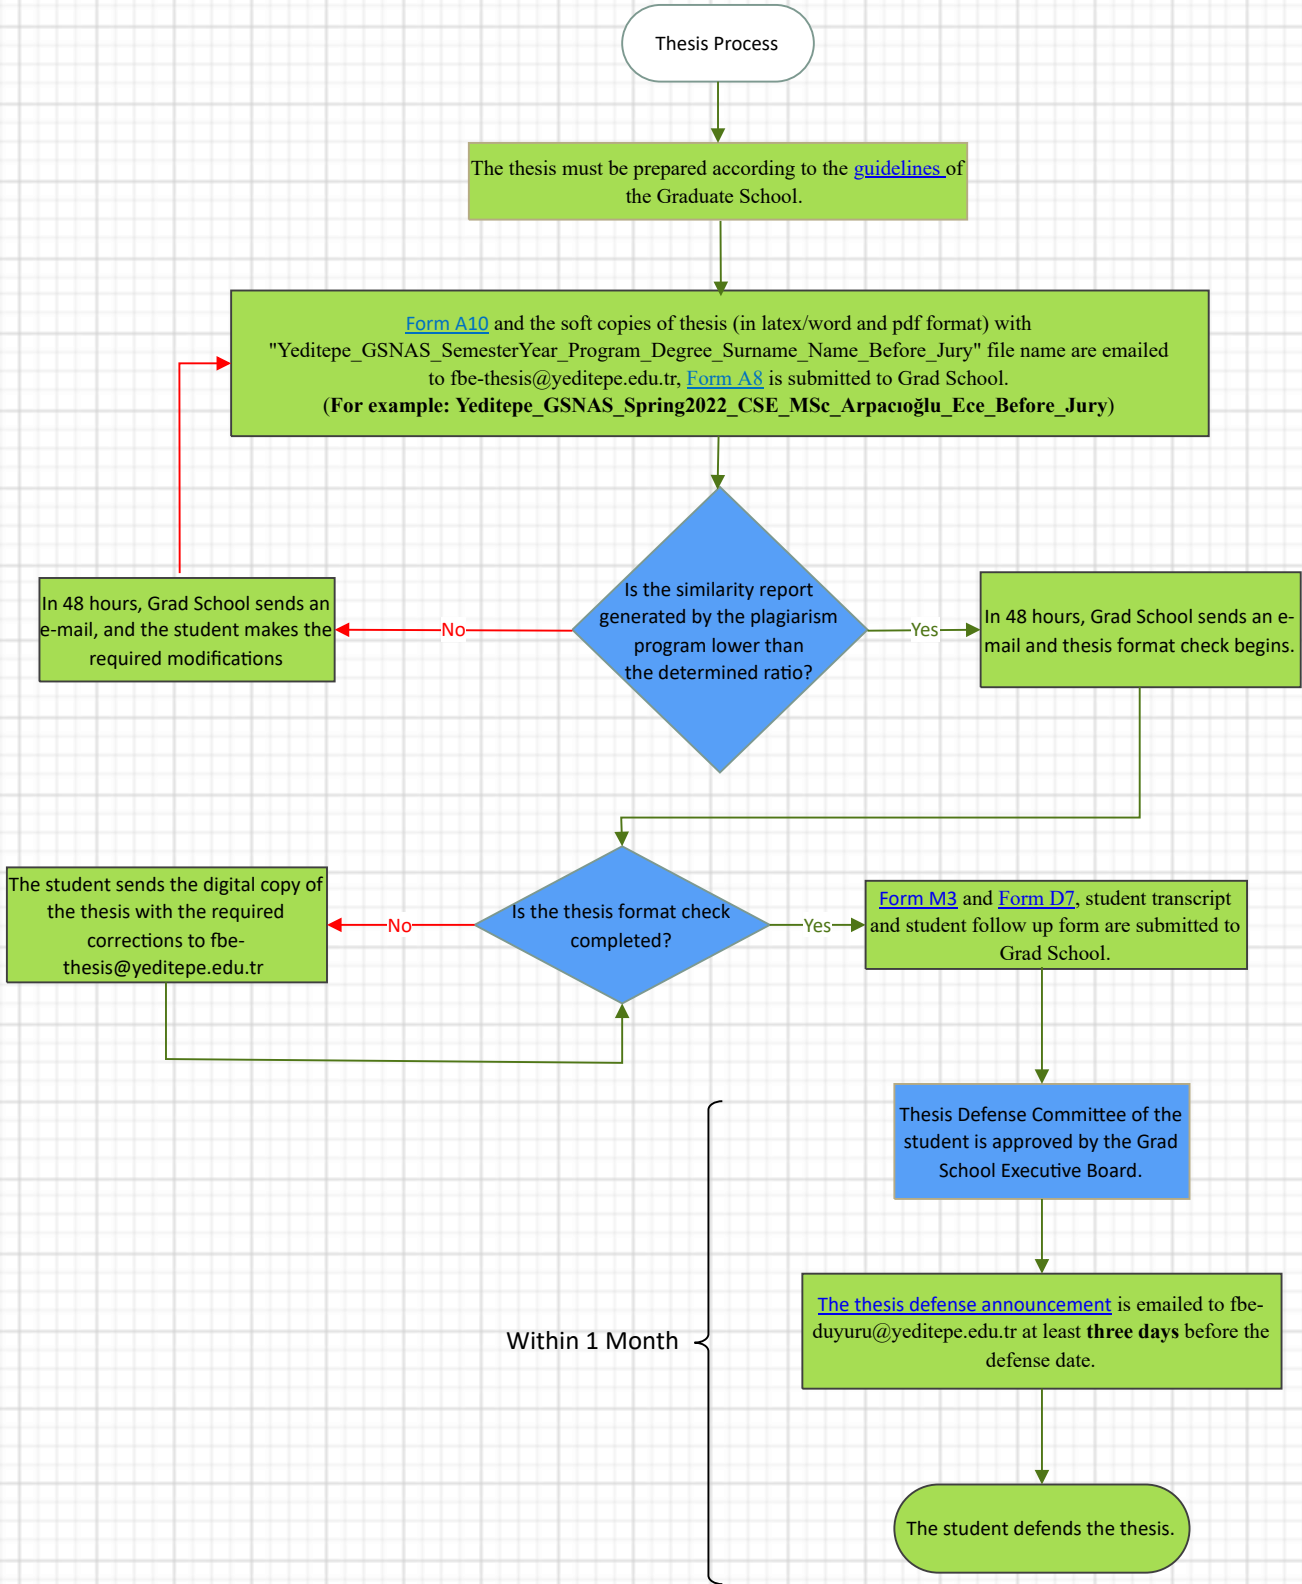 Thesis Process
The thesis must be prepared according to the guidelines of
the Graduate School.
Form A10 and the soft copies of thesis (in latex/word and pdf format) with
"Yeditepe_GSNAS_SemesterYear_Program_Degree_Surname_Name_Before_Jury" file name are emailed
to fbe-thesis@yeditepe.edu.tr, Form A8 is submitted to Grad School.
(For example: Yeditepe_GSNAS_Spring2022_CSE_MSc_Arpacıoğlu_Ece_Before_Jury)
Is the similarity report
generated by the plagiarism
program lower than
the determined ratio?
No
In 48 hours, Grad School sends an
e-mail, and the student makes the
required modifications
Yes
In 48 hours, Grad School sends an e-
mail and thesis format check begins.
Is the thesis format check
completed?
No
The student sends the digital copy of
the thesis with the required
corrections to fbe-
thesis@yeditepe.edu.tr
Yes
Form M3 and Form D7, student transcript
and student follow up form are submitted to
Grad School.
Thesis Defense Committee of the
student is approved by the Grad
School Executive Board.
Within 1 Month
The thesis defense announcement is emailed to fbe-
duyuru@yeditepe.edu.tr at least three days before the
defense date.
The student defends the thesis.